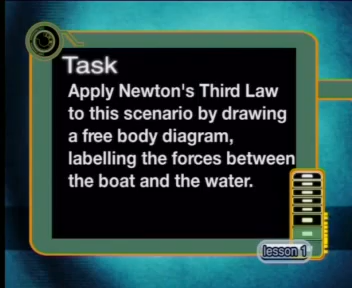 Task
Apply Newton's Third Law
to this scenario by drawing
a free body diagram,
labelling the forces between
the boat and the water.
lesson 1